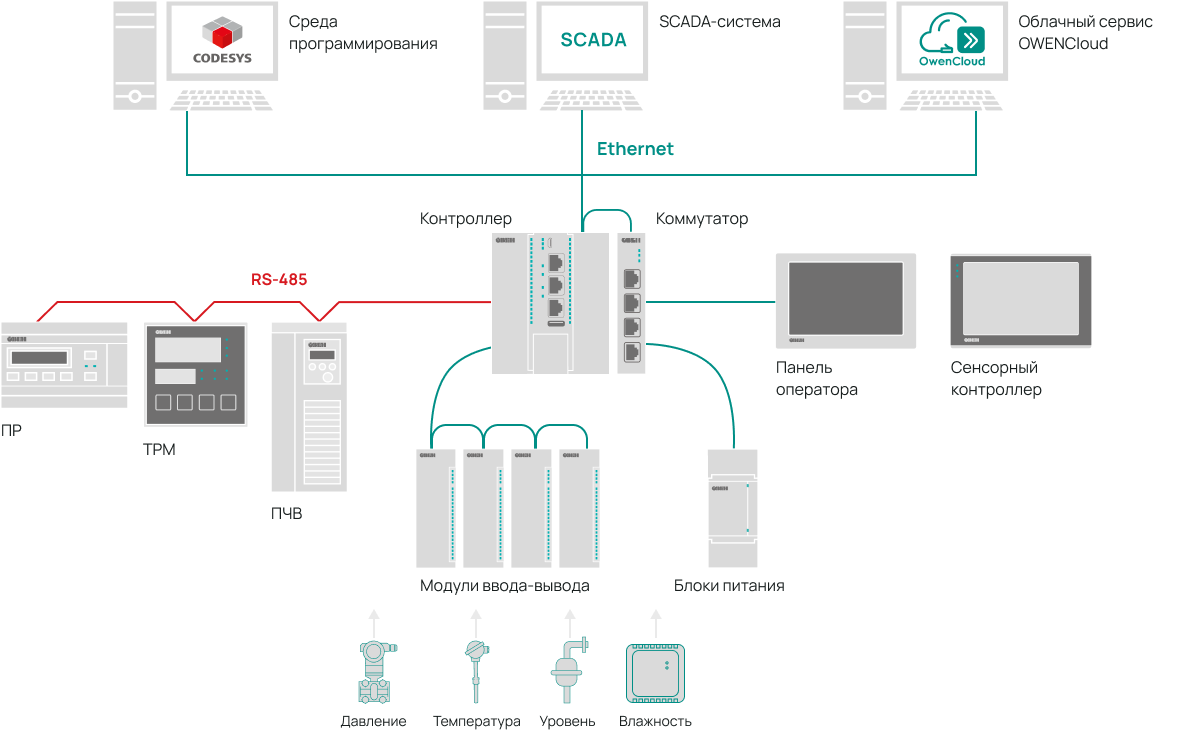 Среда
программирования
CODESYS
SCADA-система
SCADA
Облачный сервис
OWENCloud
OwenCloud
Ethernet
Контроллер
Коммутатор
RS-485
ПР
ТРМ
ПЧВ
Панель
оператора
Сенсорный
контроллер
Модули ввода-вывода
Блоки питания
Давление
Температура
Уровень
Влажность